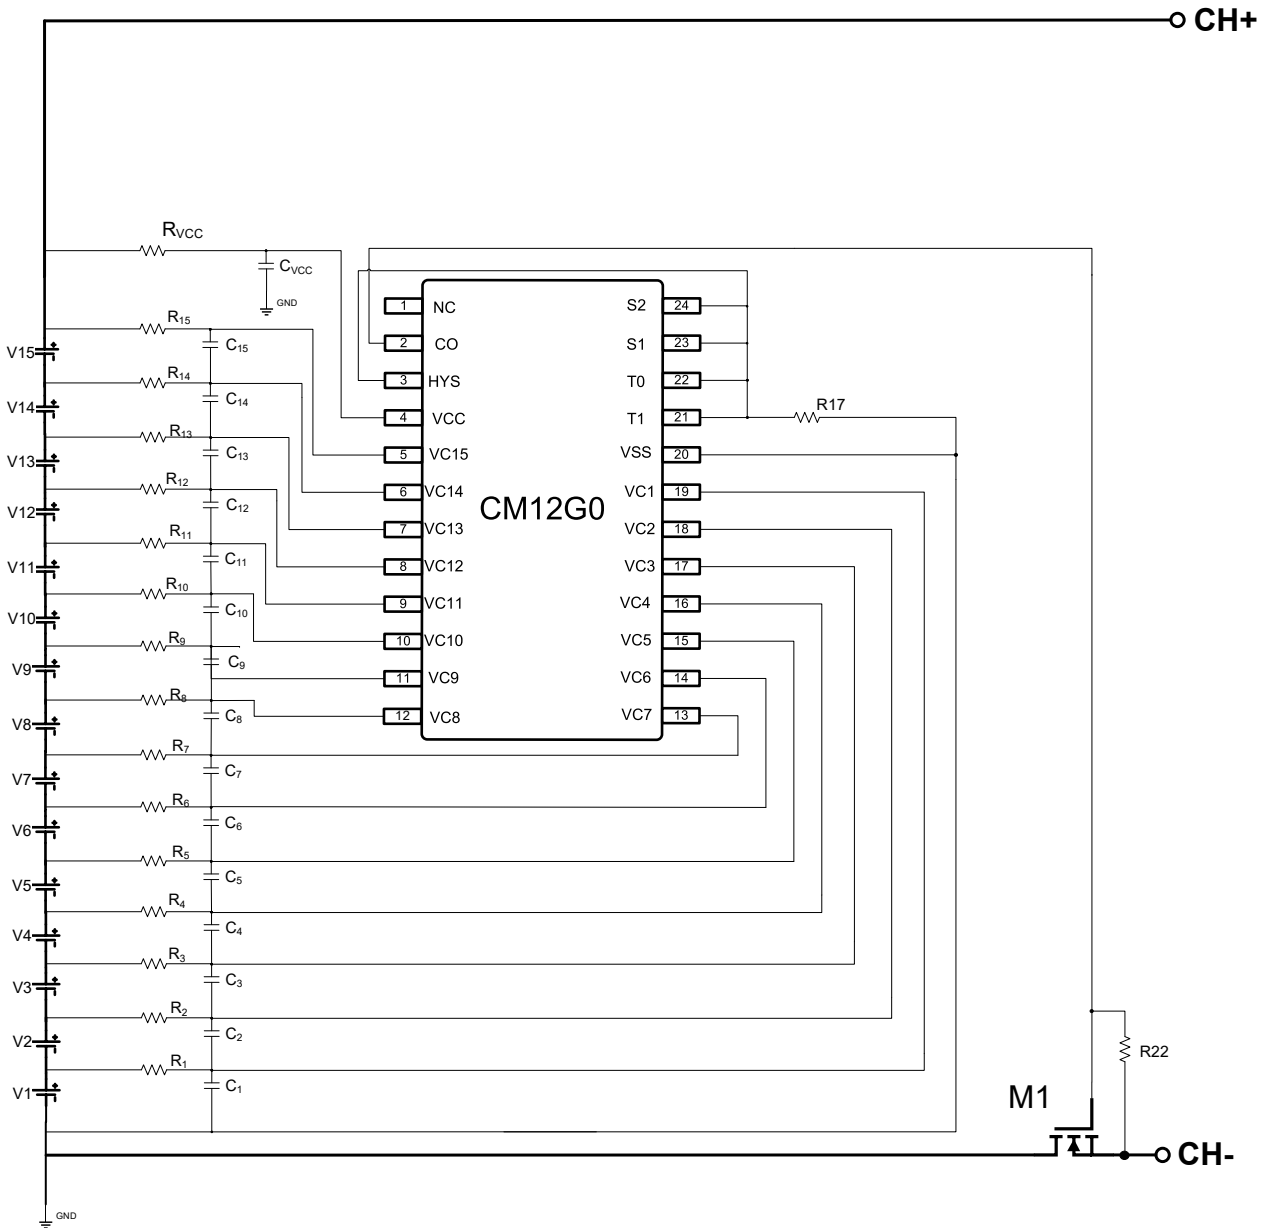 CH+
RVCC
CVCC
GND
R15
C15
V15
R14
C14
V14
R13
C13
V13
R12
C12
V12
R11
C11
V11
R10
C10
V10
R9
C9
V9
R8
C8
V8
R7
C7
V7
R6
C6
V6
R5
C5
V5
R4
C4
V4
R3
C3
V3
R2
C2
V2
R1
C1
V1
GND
CM12G0
1 NC
2 CO
3 HYS
4 VCC
5 VC15
6 VC14
7 VC13
8 VC12
9 VC11
10 VC10
11 VC9
12 VC8
S2 24
S1 23
T0 22
T1 21
VSS 20
VC1 19
VC2 18
VC3 17
VC4 16
VC5 15
VC6 14
VC7 13
R17
R22
M1
CH-